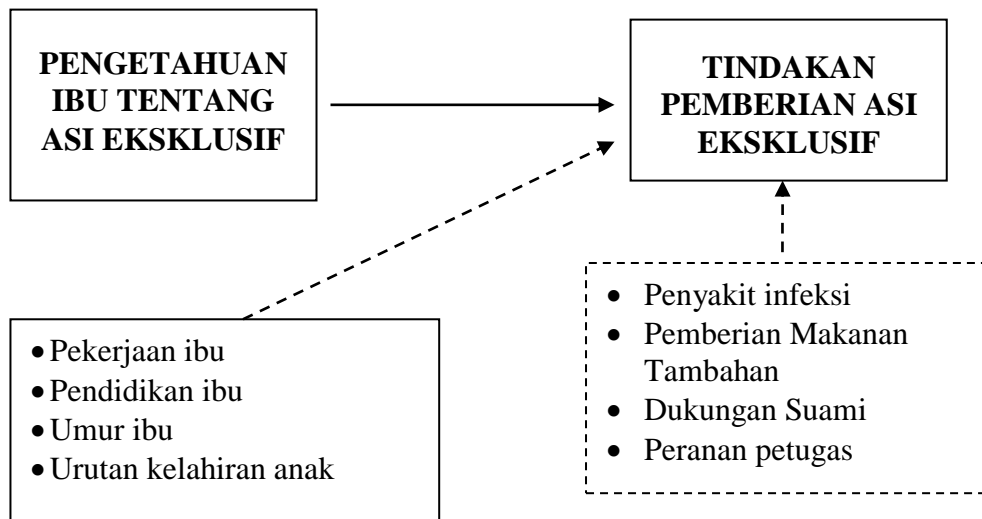 PENGETAHUAN
IBU TENTANG
ASI EKSKLUSIF
TINDAKAN
PEMBERIAN ASI
EKSKLUSIF
• Pekerjaan ibu
• Pendidikan ibu
• Umur ibu
• Urutan kelahiran anak
• Penyakit infeksi
• Pemberian Makanan
Tambahan
• Dukungan Suami
• Peranan petugas